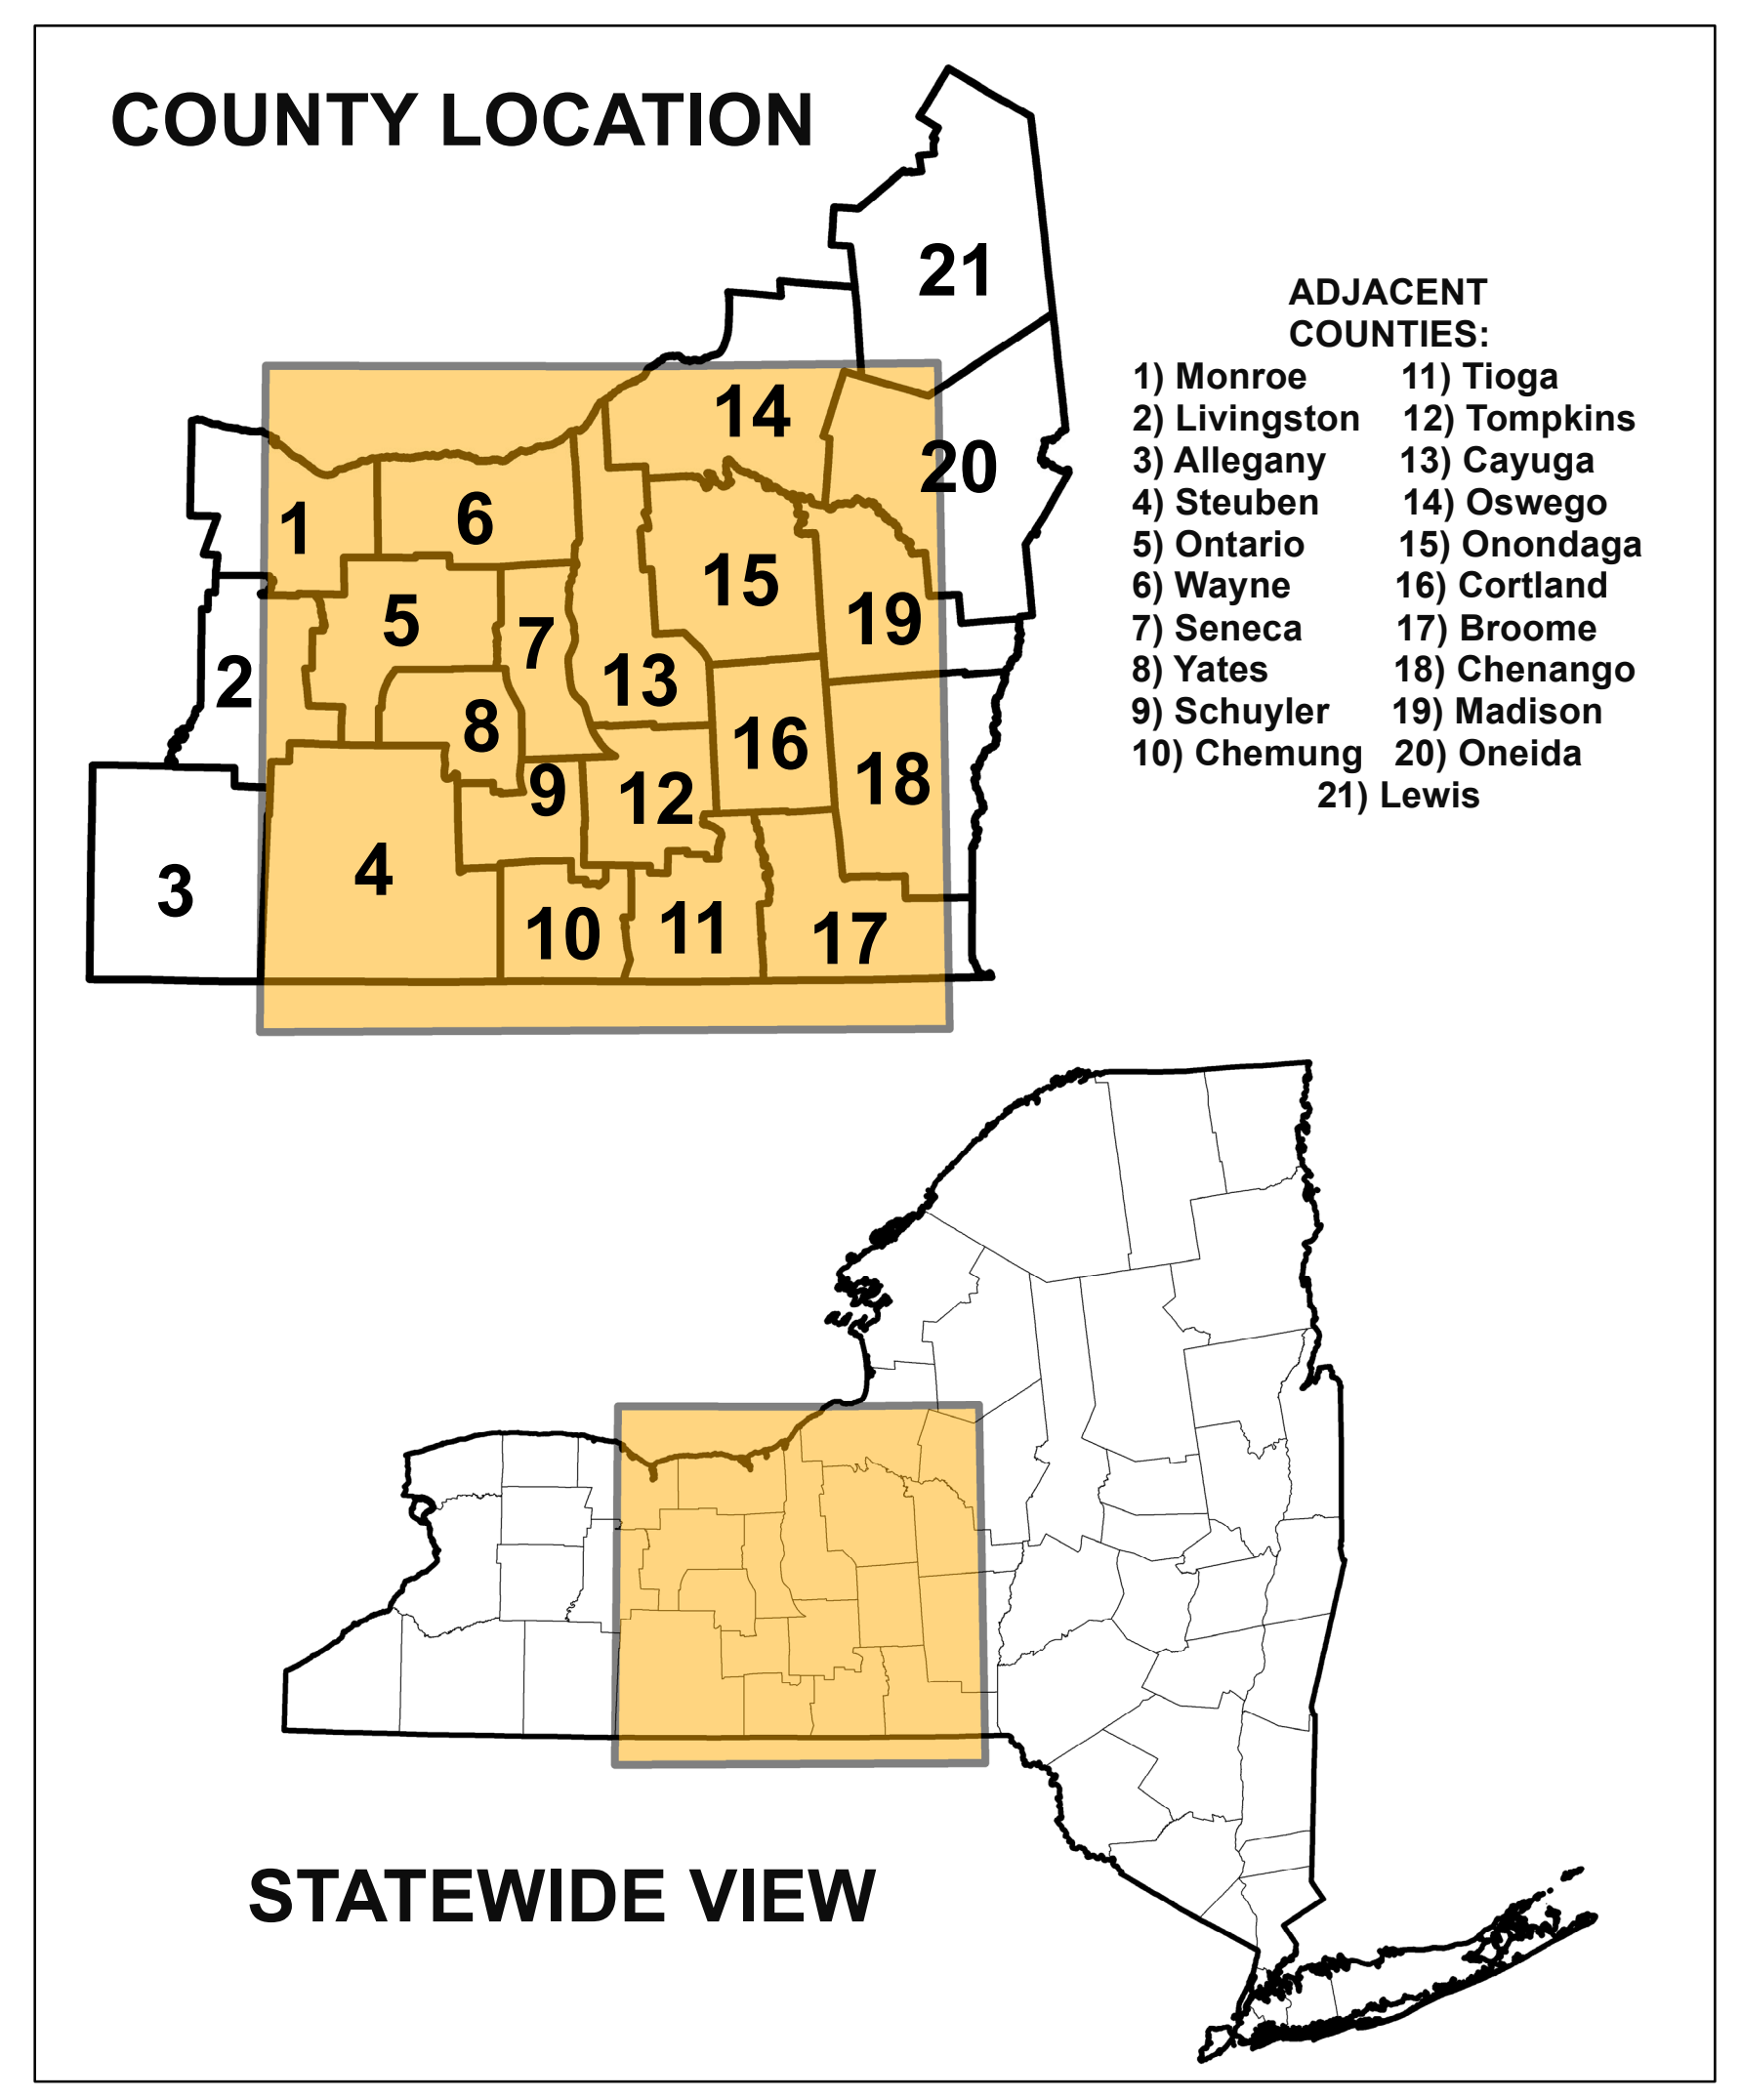 COUNTY LOCATION
21
ADJACENT
COUNTIES:
1) Monroe 11) Tioga
2) Livingston 12) Tompkins
3) Allegany 13) Cayuga
4) Steuben 14) Oswego
5) Ontario 15) Onondaga
6) Wayne 16) Cortland
7) Seneca 17) Broome
8) Yates 18) Chenango
9) Schuyler 19) Madison
10) Chemung 20) Oneida
21) Lewis
14
20
1
6
15
5
7
19
2
13
8
16
18
9
12
4
3
10
11
17
STATEWIDE VIEW